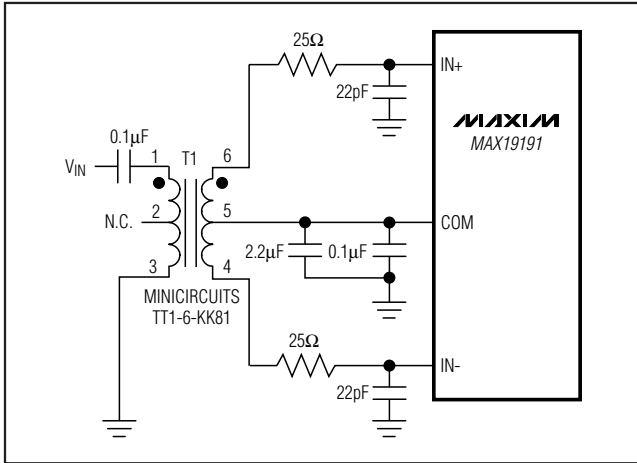 25Ω
IN+
22pF
MAXIM
MAX19191
0.1μF
VIN
1
T1
6
N.C.
2
5
COM
2.2μF
0.1μF
3
4
MINICIRCUITS
TT1-6-KK81
25Ω
IN-
22pF